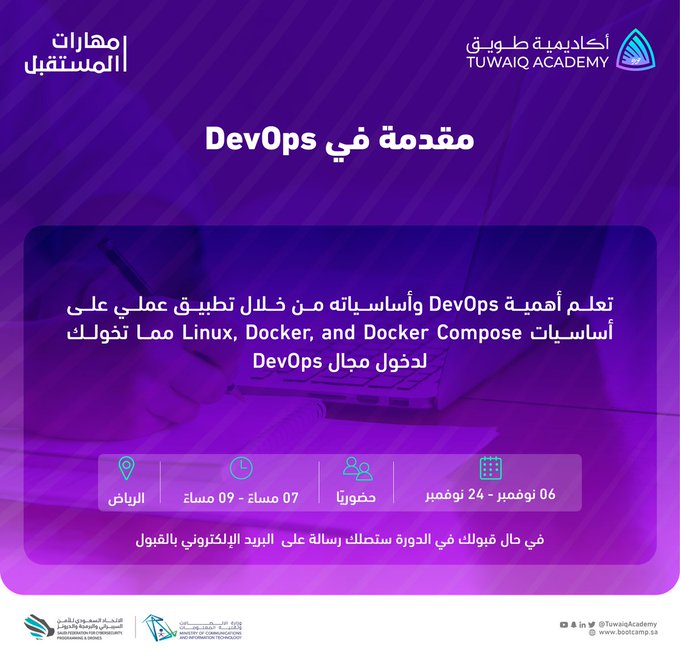 مهارات
المستقبل
أكاديمية طويق
TUWAIQ ACADEMY
مقدمة في DevOps
تعلم أهمية DevOps وأساسياته من خلال تطبيق عملي على
أساسيات Linux, Docker, and Docker Compose مما تخولك
لدخول مجال DevOps
06 نوفمبر - 24 نوفمبر
حضوريًا
07 مساءً - 09 مساءً
الرياض
في حال قبولك في الدورة ستصلك رسالة على البريد الإلكتروني بالقبول
الاتحاد السعودي للأمن
السيبراني والبرمجة والدرونز
SAUDI FEDERATION FOR CYBERSECURITY,
PROGRAMMING & DRONES
وزارة الاتصالات
وتقنية المعلومات
MINISTRY OF COMMUNICATIONS
AND INFORMATION TECHNOLOGY
@TuwaiqAcademy
www.bootcamp.sa